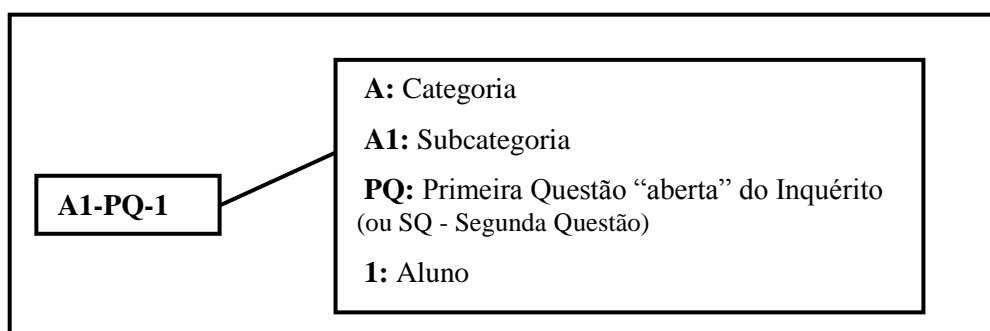 A1-PQ-1
A: Categoria
A1: Subcategoria
PQ: Primeira Questão “aberta” do Inquérito
(ou SQ - Segunda Questão)
1: Aluno